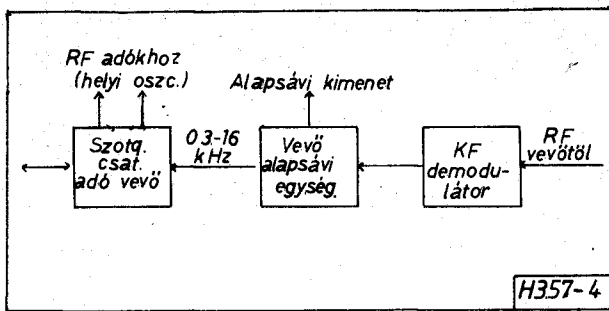 RF adókhoz
(helyi oszc.)
Alapsávi kimenet
Szolg.
csat.
adó vevő
0.3-16
kHz
Vevő
alapsávi
egység.
KF
demodu-
látor
RF
vevőtöl
H357-4